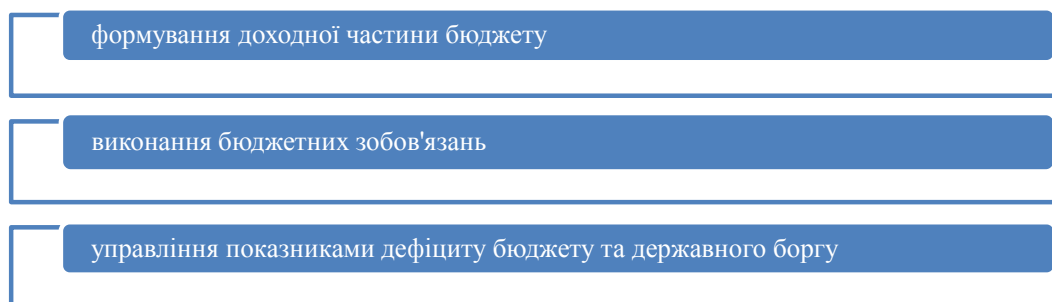 формування доходної частини бюджету
виконання бюджетних зобов'язань
управління показниками дефіциту бюджету та державного боргу